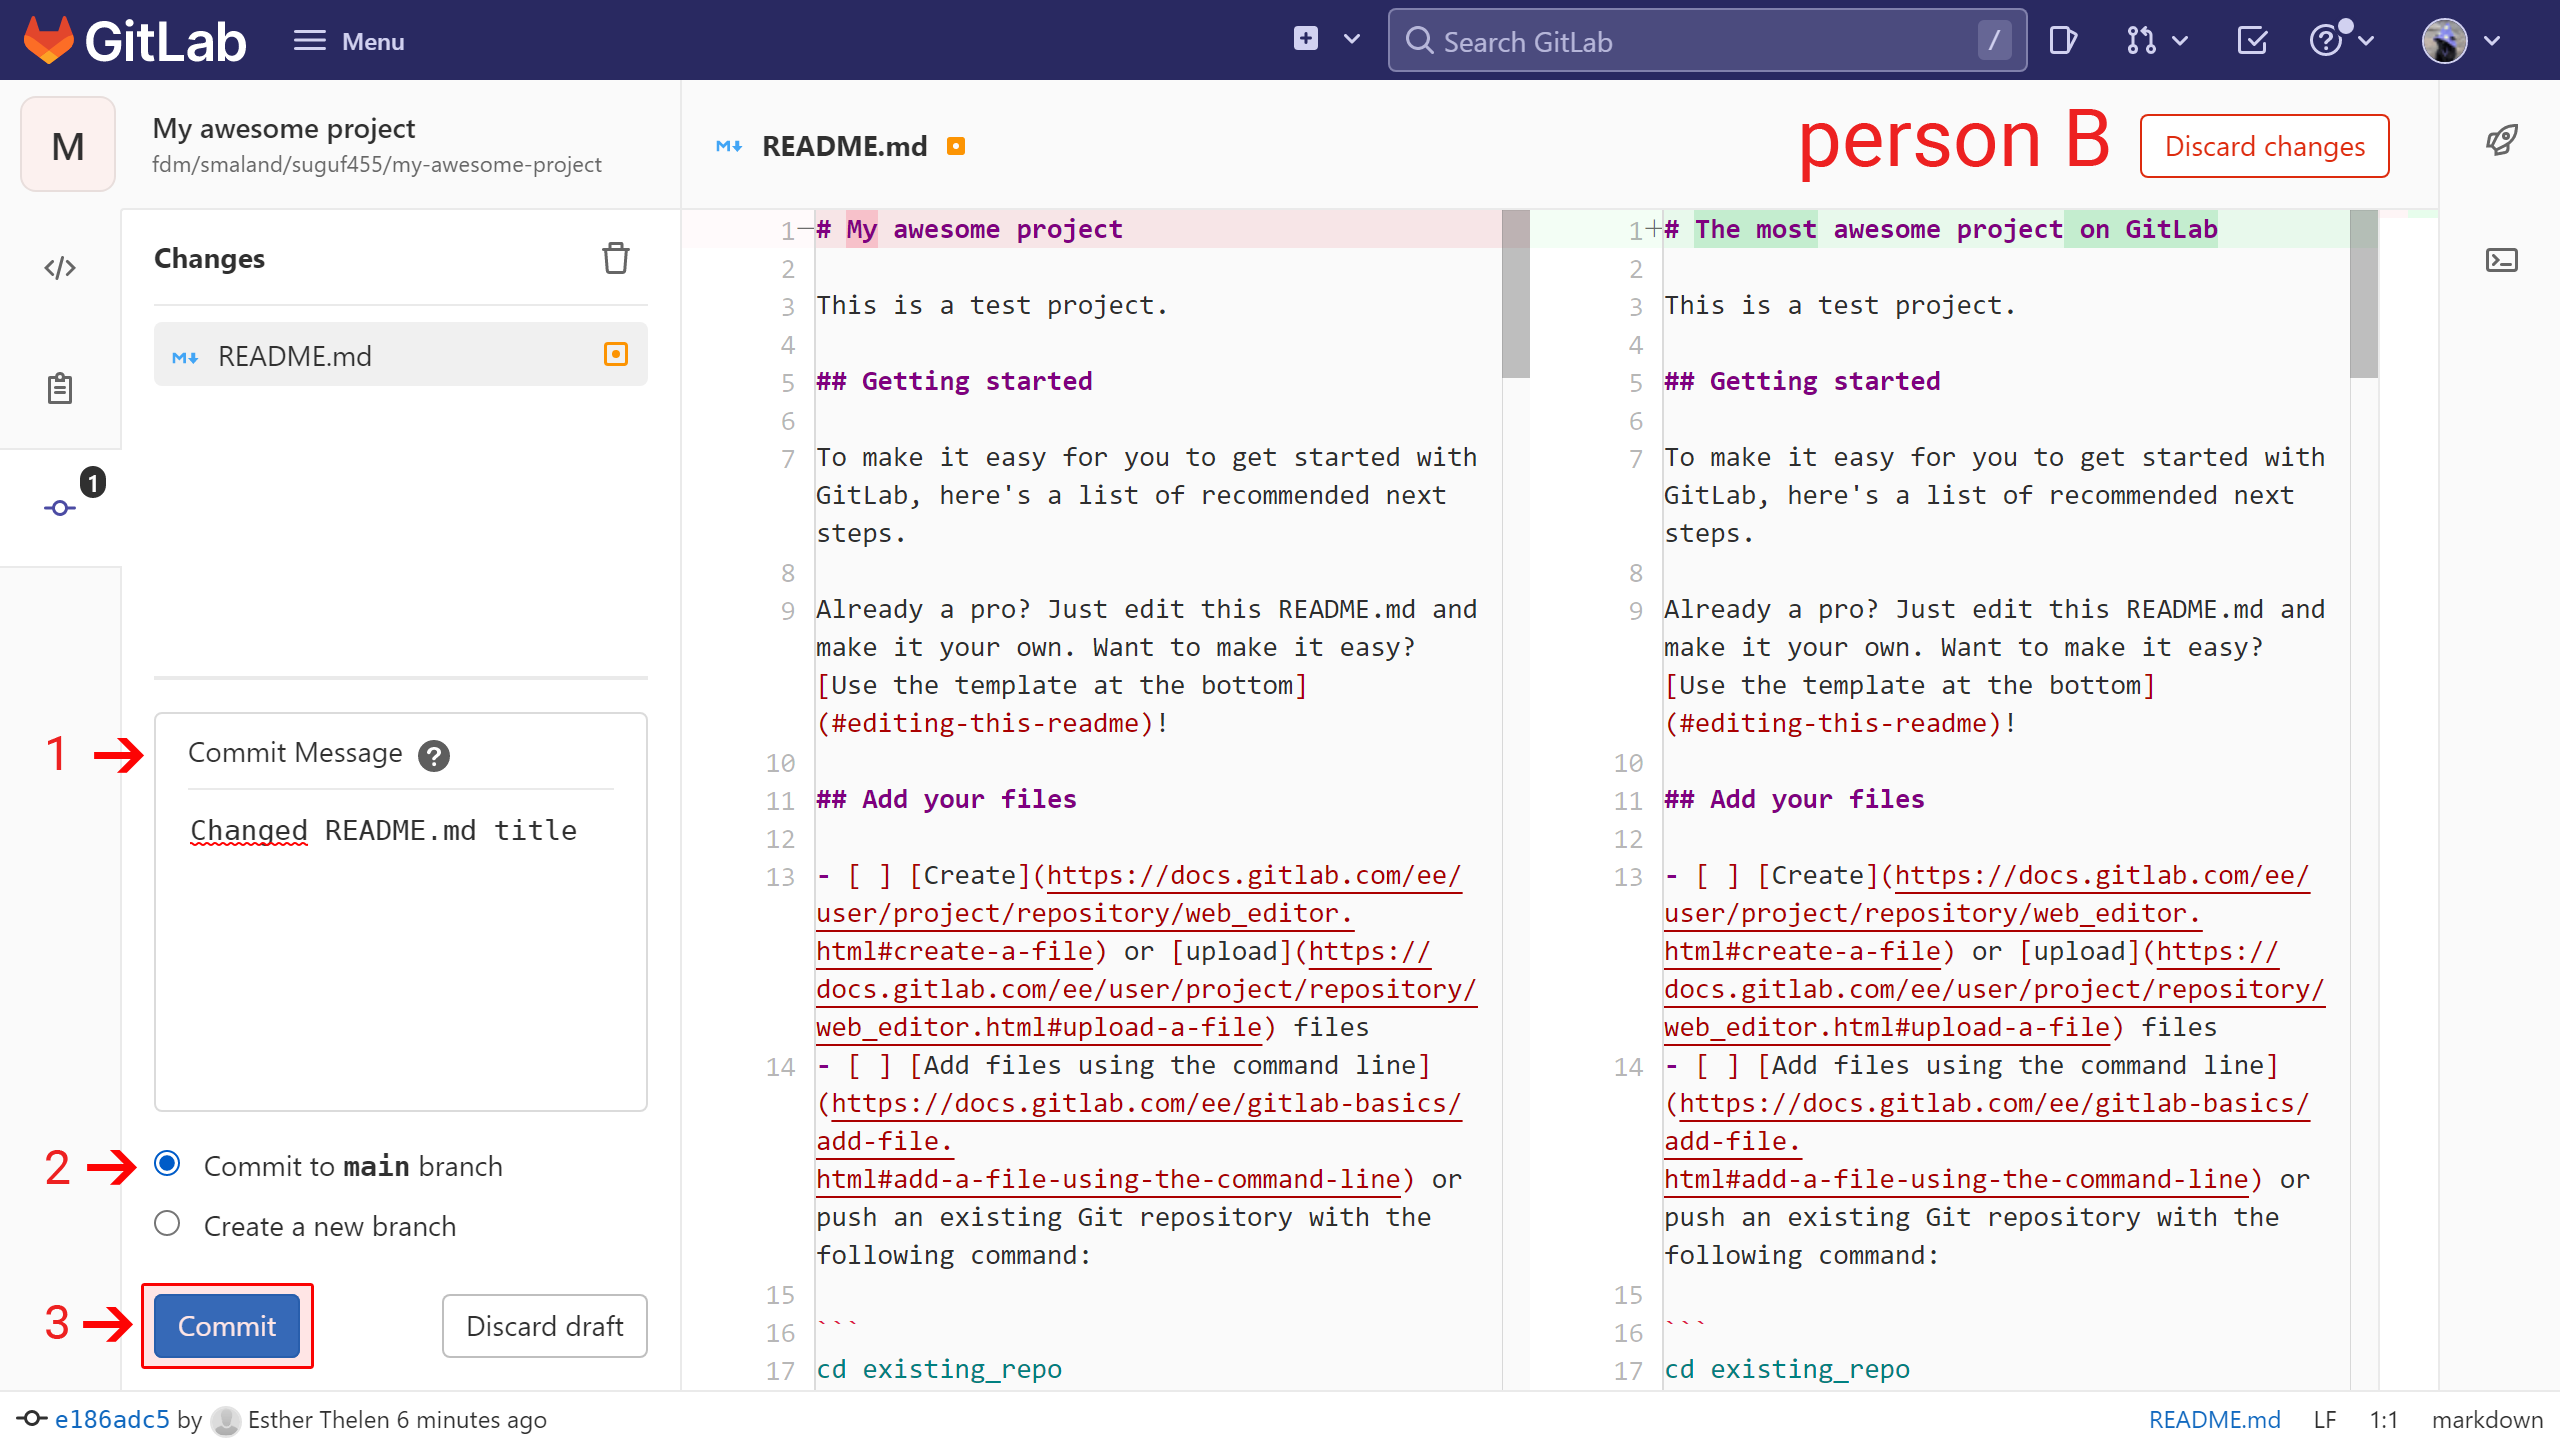 GitLab
Menu
Search GitLab
/
M
My awesome project
fdm/smaland/suguf455/my-awesome-project
README.md
person B
Discard changes
Changes
README.md
1
1
Commit Message ?
Changed README.md title
2
Commit to main branch
Create a new branch
3
Commit
Discard draft
1 # My awesome project
2
3 This is a test project.
4
5 ## Getting started
6
7 To make it easy for you to get started with
GitLab, here's a list of recommended next
steps.
8
9 Already a pro? Just edit this README.md and
make it your own. Want to make it easy?
[Use the template at the bottom]
(#editing-this-readme)!
10
11 ## Add your files
12
13 - [ ] [Create](https://docs.gitlab.com/ee/
user/project/repository/web_editor.
html#create-a-file) or [upload](https://
docs.gitlab.com/ee/user/project/repository/
web_editor.html#upload-a-file) files
14 - [ ] [Add files using the command line]
(https://docs.gitlab.com/ee/gitlab-basics/
add-file.
html#add-a-file-using-the-command-line) or
push an existing Git repository with the
following command:
15
16 ```
17 cd existing_repo
1+ # The most awesome project on GitLab
2
3 This is a test project.
4
5 ## Getting started
6
7 To make it easy for you to get started with
GitLab, here's a list of recommended next
steps.
8
9 Already a pro? Just edit this README.md and
make it your own. Want to make it easy?
[Use the template at the bottom]
(#editing-this-readme)!
10
11 ## Add your files
12
13 - [ ] [Create](https://docs.gitlab.com/ee/
user/project/repository/web_editor.
html#create-a-file) or [upload](https://
docs.gitlab.com/ee/user/project/repository/
web_editor.html#upload-a-file) files
14 - [ ] [Add files using the command line]
(https://docs.gitlab.com/ee/gitlab-basics/
add-file.
html#add-a-file-using-the-command-line) or
push an existing Git repository with the
following command:
15
16 ```
17 cd existing_repo
e186adc5 by Esther Thelen 6 minutes ago
README.md LF 1:1 markdown